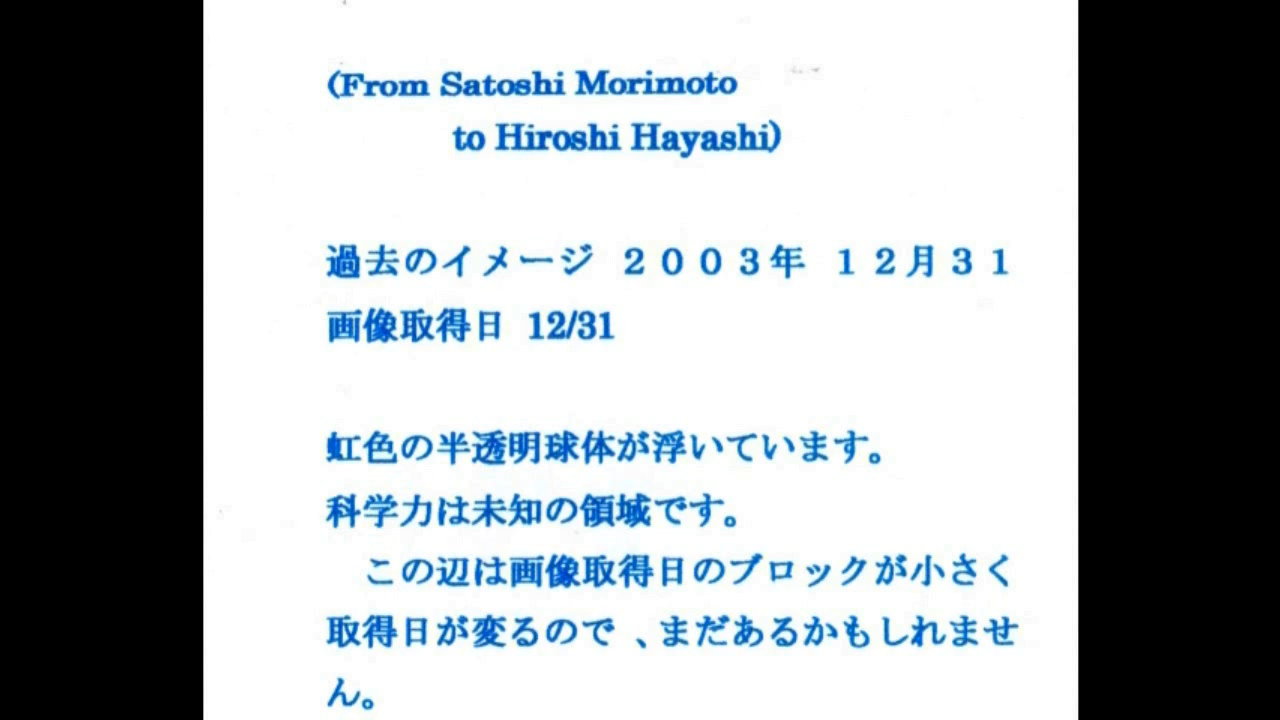 (From Satoshi Morimoto
to Hiroshi Hayashi)
過去のイメージ ２００３年 １２月３１
画像取得日 12/31
虹色の半透明球体が浮いています。
科学力は未知の領域です。
この辺は画像取得日のブロックが小さく
取得日が変るので、まだあるかもしれませ
ん。